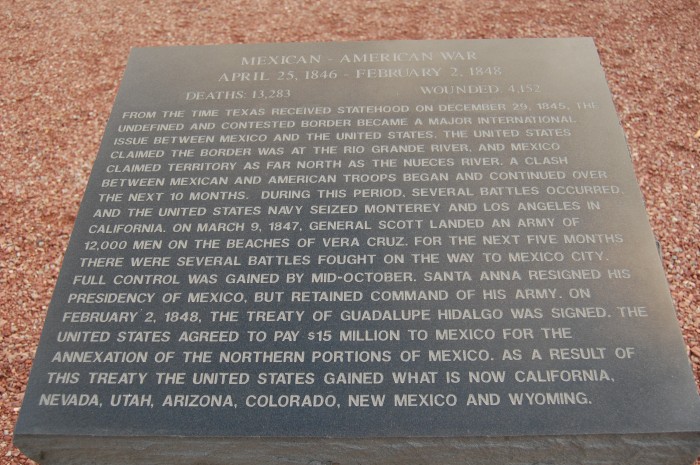 MEXICAN - AMERICAN WAR
APRIL 25, 1846 - FEBRUARY 2, 1848
DEATHS: 13,283 WOUNDED: 4,152
FROM THE TIME TEXAS RECEIVED STATEHOOD ON DECEMBER 29, 1845, THE
UNDEFINED AND CONTESTED BORDER BECAME A MAJOR INTERNATIONAL
ISSUE BETWEEN MEXICO AND THE UNITED STATES. THE UNITED STATES
CLAIMED THE BORDER WAS AT THE RIO GRANDE RIVER, AND MEXICO
CLAIMED TERRITORY AS FAR NORTH AS THE NUECES RIVER. A CLASH
BETWEEN MEXICAN AND AMERICAN TROOPS BEGAN AND CONTINUED OVER
THE NEXT 10 MONTHS. DURING THIS PERIOD, SEVERAL BATTLES OCCURRED,
AND THE UNITED STATES NAVY SEIZED MONTEREY AND LOS ANGELES IN
CALIFORNIA. ON MARCH 9, 1847, GENERAL SCOTT LANDED AN ARMY OF
12,000 MEN ON THE BEACHES OF VERA CRUZ. FOR THE NEXT FIVE MONTHS
THERE WERE SEVERAL BATTLES FOUGHT ON THE WAY TO MEXICO CITY.
FULL CONTROL WAS GAINED BY MID-OCTOBER. SANTA ANNA RESIGNED HIS
PRESIDENCY OF MEXICO, BUT RETAINED COMMAND OF HIS ARMY. ON
FEBRUARY 2, 1848, THE TREATY OF GUADALUPE HIDALGO WAS SIGNED. THE
UNITED STATES AGREED TO PAY $15 MILLION TO MEXICO FOR THE
ANNEXATION OF THE NORTHERN PORTIONS OF MEXICO. AS A RESULT OF
THIS TREATY THE UNITED STATES GAINED WHAT IS NOW CALIFORNIA,
NEVADA, UTAH, ARIZONA, COLORADO, NEW MEXICO AND WYOMING.